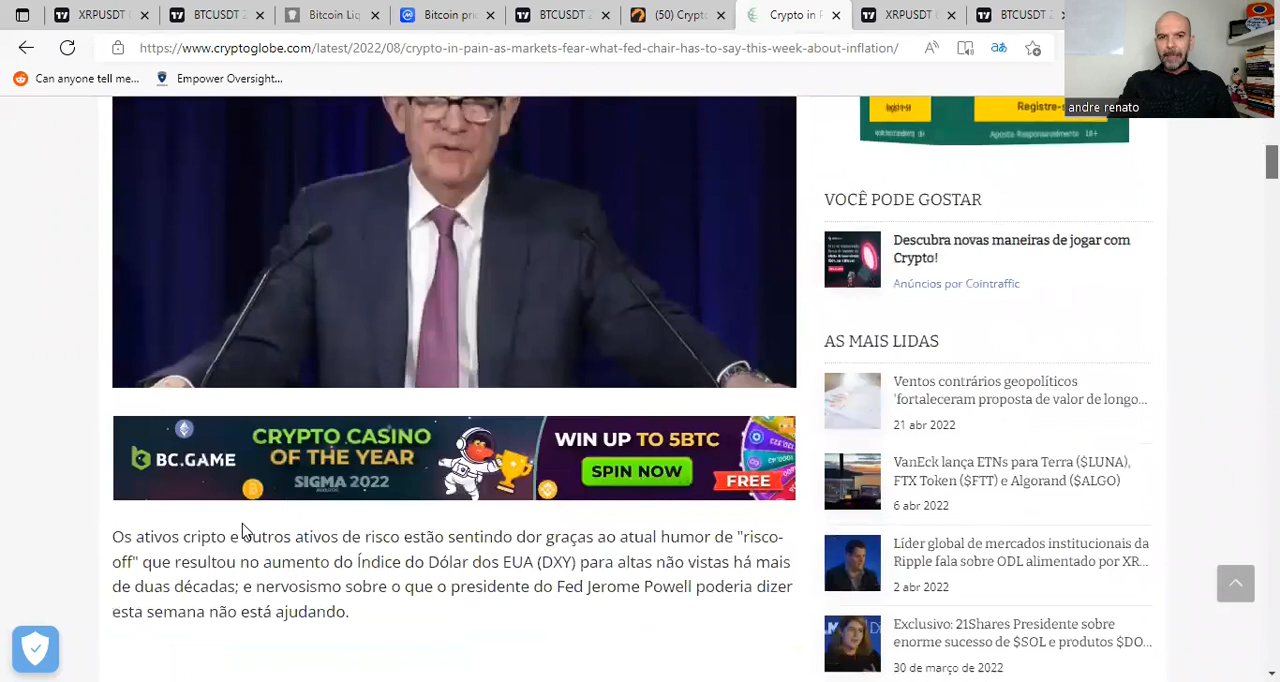 XRPUSDT
BTCUSDT 2
Bitcoin Liq
Bitcoin pri
BTCUSDT 2
(50) Crypt
Crypto in P
XRPUSDT
BTCUSDT 2
https://www.cryptoglobe.com/latest/2022/08/crypto-in-pain-as-markets-fear-what-fed-chair-has-to-say-this-week-about-inflation/
Can anyone tell me...
Empower Oversight...
andre renato
Registre-se
Registre-s
Aposta Responsavelmente 18+
VOCÊ PODE GOSTAR
Descubra novas maneiras de jogar com
Crypto!
Anúncios por Cointraffic
AS MAIS LIDAS
Ventos contrários geopolíticos
'fortaleceram proposta de valor de longo...
21 abr 2022
VanEck lança ETNs para Terra ($LUNA),
FTX Token ($FTT) e Algorand ($ALGO)
6 abr 2022
Líder global de mercados institucionais da
Ripple fala sobre ODL alimentado por XR...
2 abr 2022
Exclusivo: 21Shares Presidente sobre
enorme sucesso de $SOL e produtos $DO...
30 de março de 2022
BC.GAME
CRYPTO CASINO
OF THE YEAR
SIGMA 2022
WIN UP TO 5BTC
SPIN NOW
FREE
Os ativos cripto e outros ativos de risco estão sentindo dor graças ao atual humor de "risco-
off" que resultou no aumento do Índice do Dólar dos EUA (DXY) para altas não vistas há mais
de duas décadas; e nervosismo sobre o que o presidente do Fed Jerome Powell poderia dizer
esta semana não está ajudando.